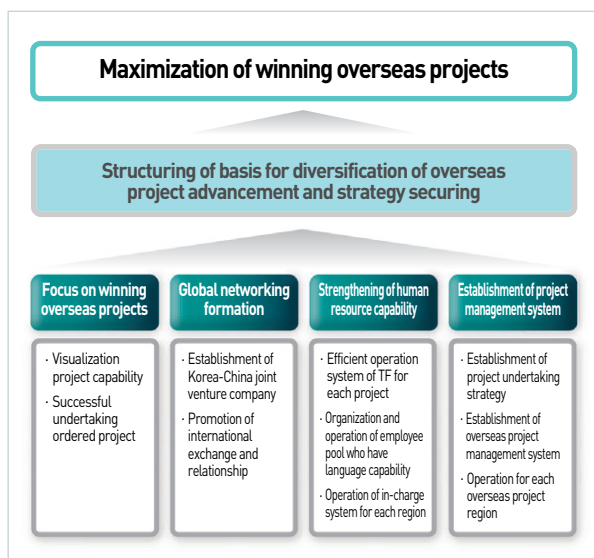 Maximization of winning overseas projects
Structuring of basis for diversification of overseas
project advancement and strategy securing
Focus on winning
overseas projects
· Visualization
project capability
· Successful
undertaking
ordered project
Global networking
formation
· Establishment of
Korea-China joint
venture company
· Promotion of
international
exchange and
relationship
Strengthening of human
resource capability
· Efficient operation
system of TF for
each project
· Organization and
operation of employee
pool who have
language capability
· Operation of in-charge
system for each region
Establishment of project
management system
· Establishment of
project undertaking
strategy
· Establishment of
overseas project
management system
· Operation for each
overseas project
region